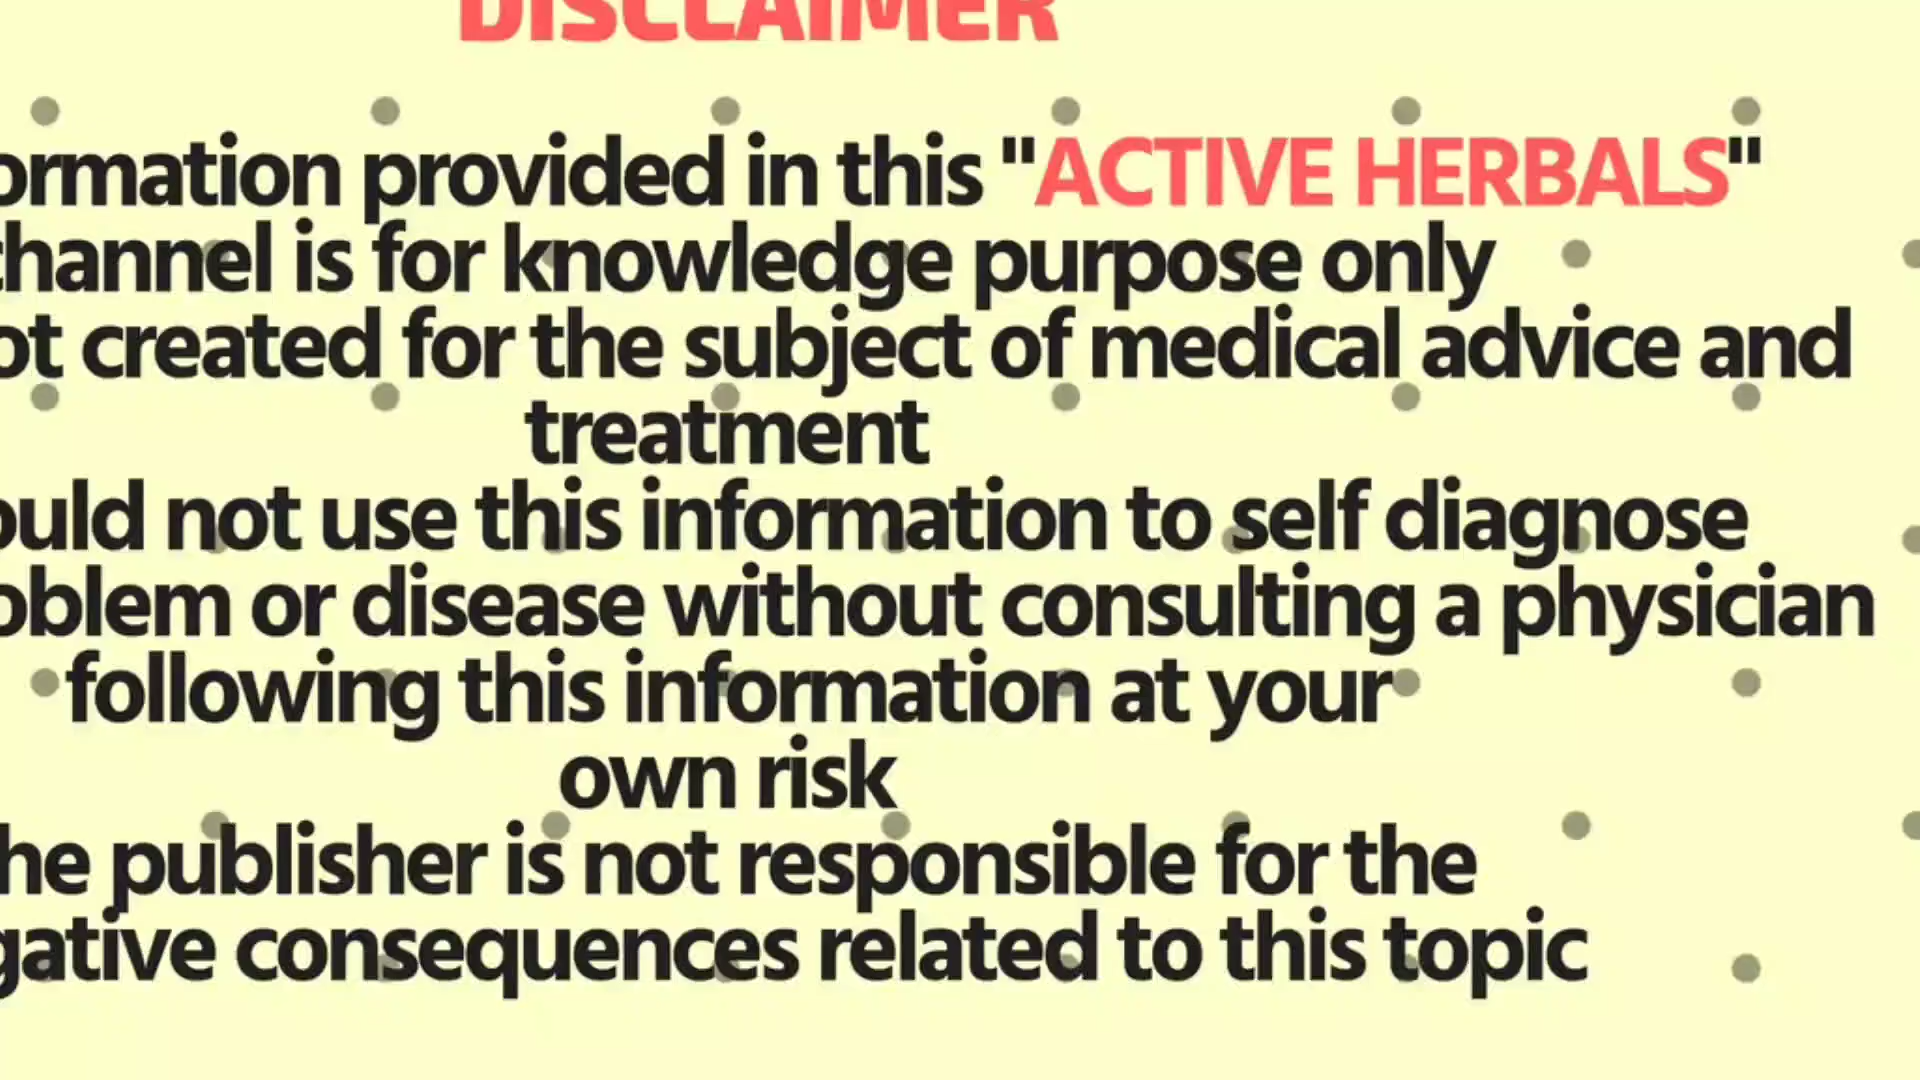 DISCLAIMER
ormation provided in this "ACTIVE HERBALS"
channel is for knowledge purpose only
ot created for the subject of medical advice and
treatment
ould not use this information to self diagnose
oblem or disease without consulting a physician
following this information at your
own risk
he publisher is not responsible for the
gative consequences related to this topic